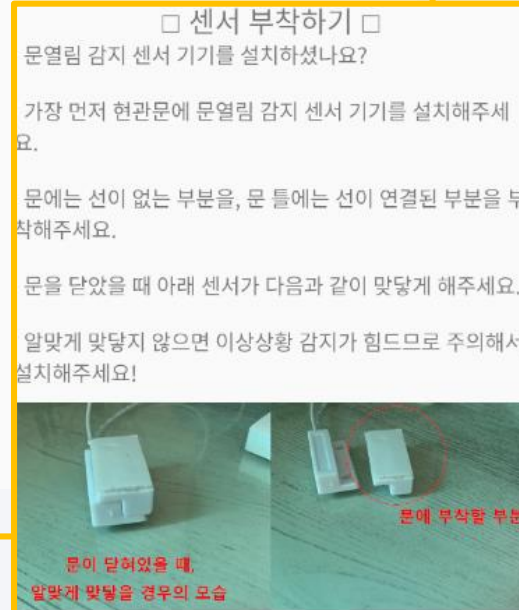 □ 센서 부착하기 □
문열림 감지 센서 기기를 설치하셨나요?
가장 먼저 현관문에 문열림 감지 센서 기기를 설치해주세
요.
문에는 선이 없는 부분을, 문 틀에는 선이 연결된 부분을 부
착해주세요.
문을 닫았을 때 아래 센서가 다음과 같이 맞닿게 해주세요.
알맞게 맞닿지 않으면 이상상황 감지가 힘드므로 주의해서
설치해주세요!
문에 부착할 부분
문이 닫혀있을 때,
알맞게 맞닿을 경우의 모습